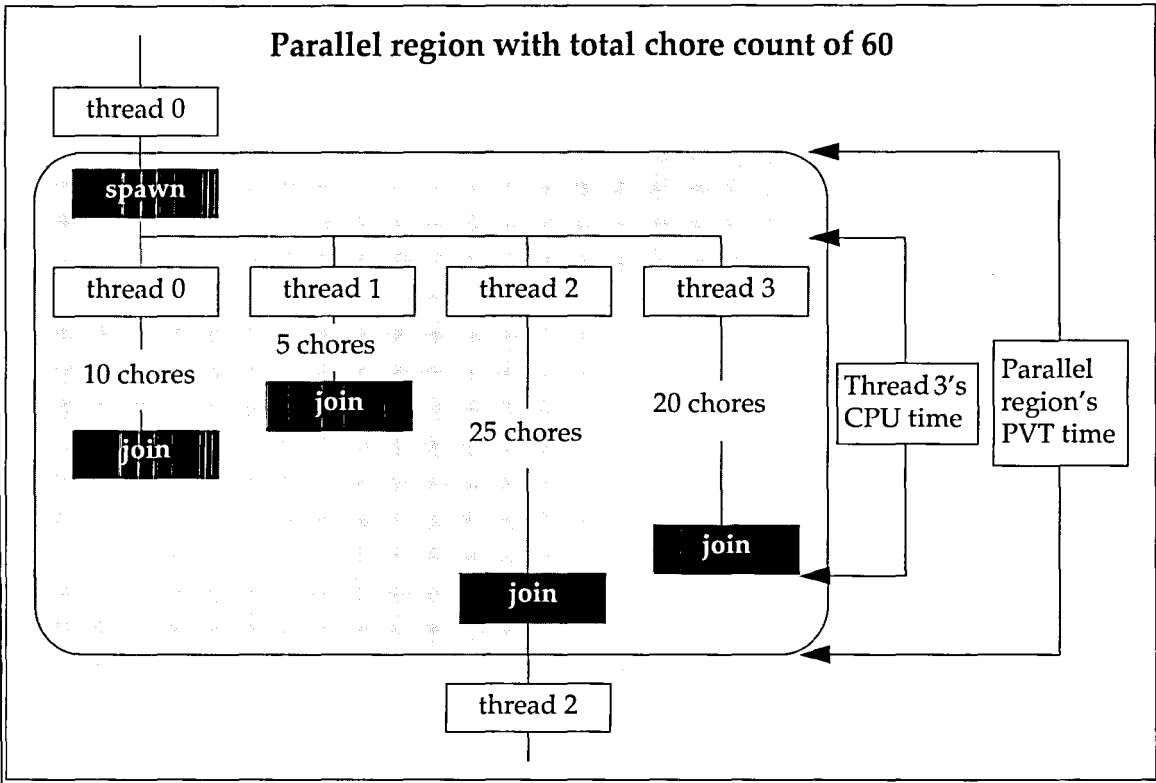 Parallel region with total chore count of 60
thread 0
spawn
thread 0
thread 1
thread 2
thread 3
5 chores
10 chores
join
20 chores
25 chores
join
join
join
Thread 3's
CPU time
Parallel
region's
PVT time
thread 2